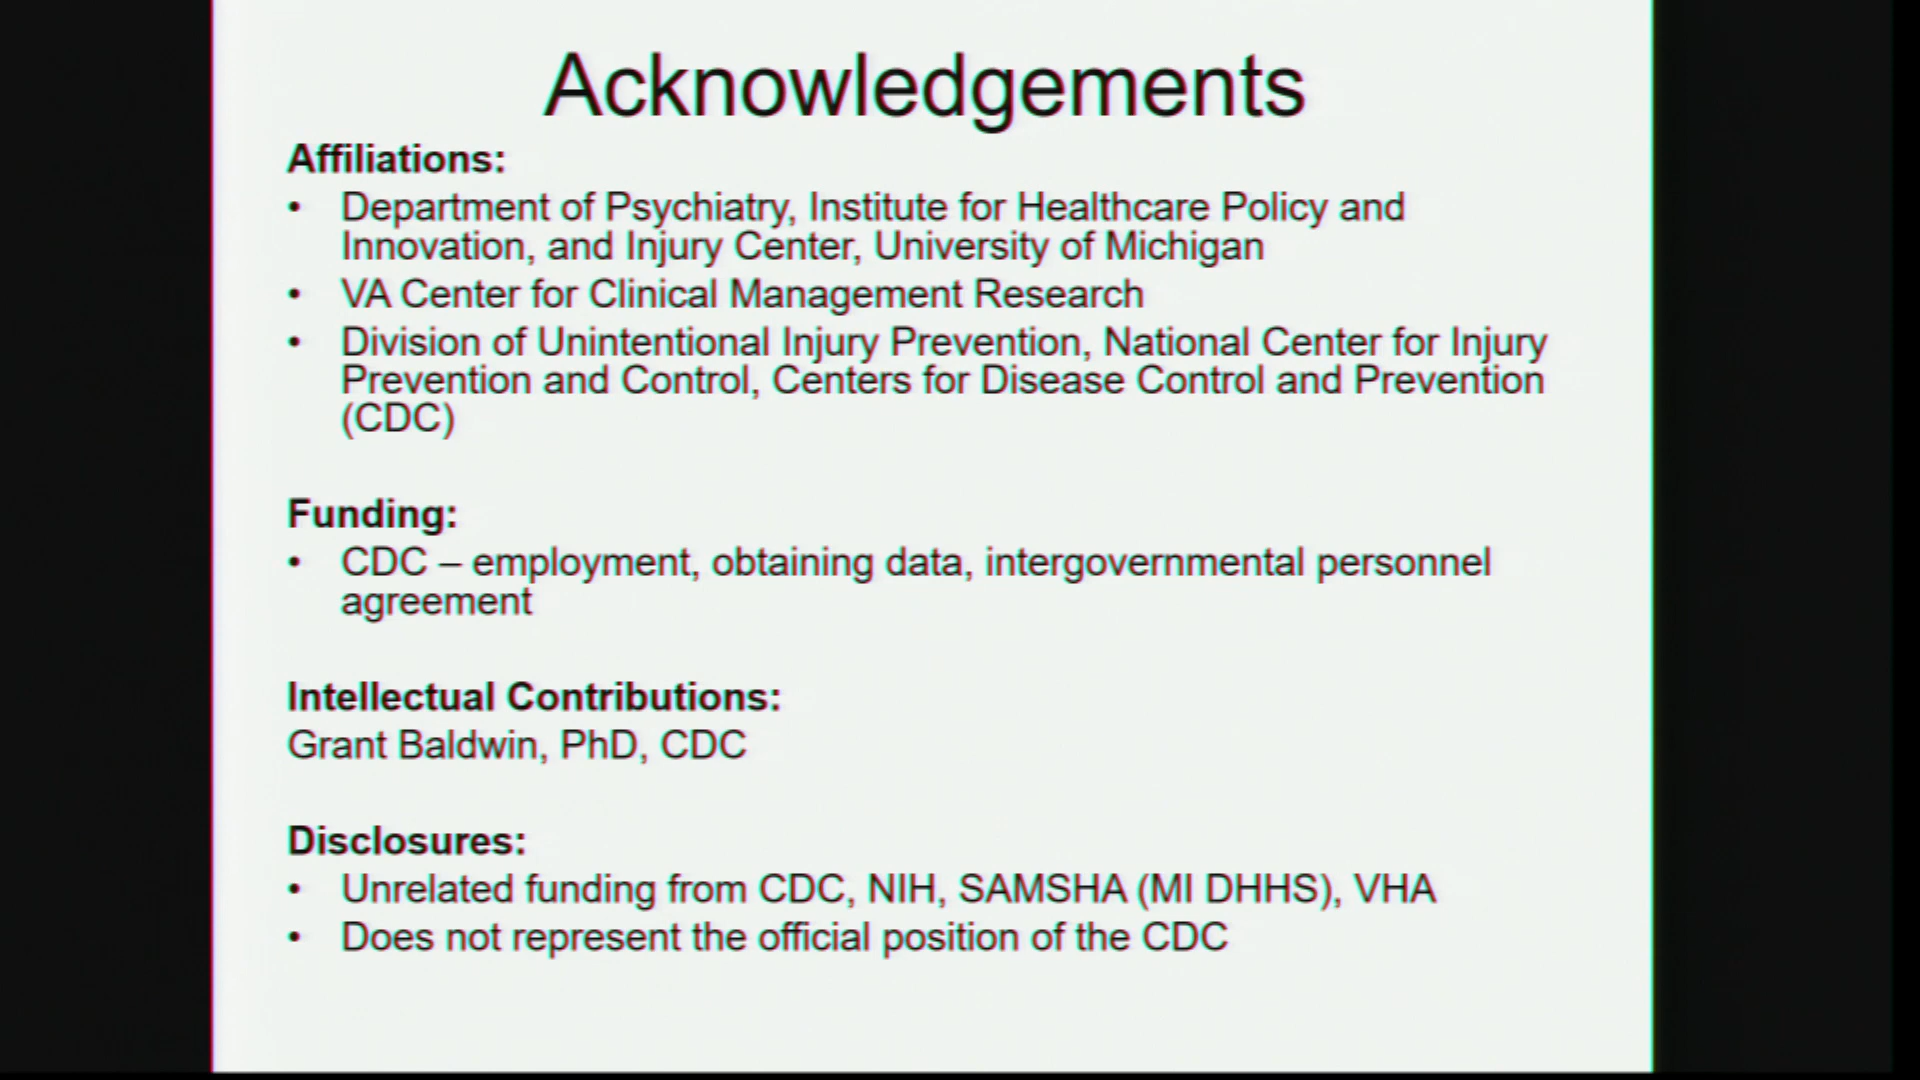 Acknowledgements
Affiliations:
• Department of Psychiatry, Institute for Healthcare Policy and
Innovation, and Injury Center, University of Michigan
• VA Center for Clinical Management Research
• Division of Unintentional Injury Prevention, National Center for Injury
Prevention and Control, Centers for Disease Control and Prevention
(CDC)
Funding:
• CDC – employment, obtaining data, intergovernmental personnel
agreement
Intellectual Contributions:
Grant Baldwin, PhD, CDC
Disclosures:
• Unrelated funding from CDC, NIH, SAMSHA (MI DHHS), VHA
• Does not represent the official position of the CDC